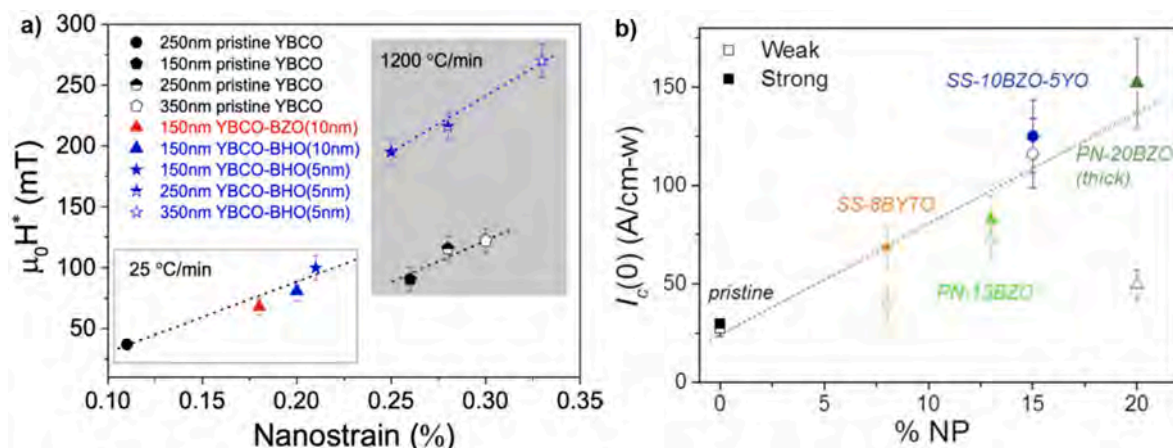 a)
250nm pristine YBCO
150nm pristine YBCO
250nm pristine YBCO
350nm pristine YBCO
150nm YBCO-BZO(10nm)
150nm YBCO-BHO(10nm)
150nm YBCO-BHO(5nm)
250nm YBCO-BHO(5nm)
350nm YBCO-BHO(5nm)
1200 °C/min
25 °C/min
300
250
200
150
100
50
μ₀H* (mT)
0.10 0.15 0.20 0.25 0.30 0.35
Nanostrain (%)
b)
Weak
Strong
SS-10BZO-5YO
PN-20BZO
(thick)
SS-8BYTO
PN-13BZO
pristine
150
100
50
0
I_c(0) (A/cm-w)
0 5 10 15 20
% NP